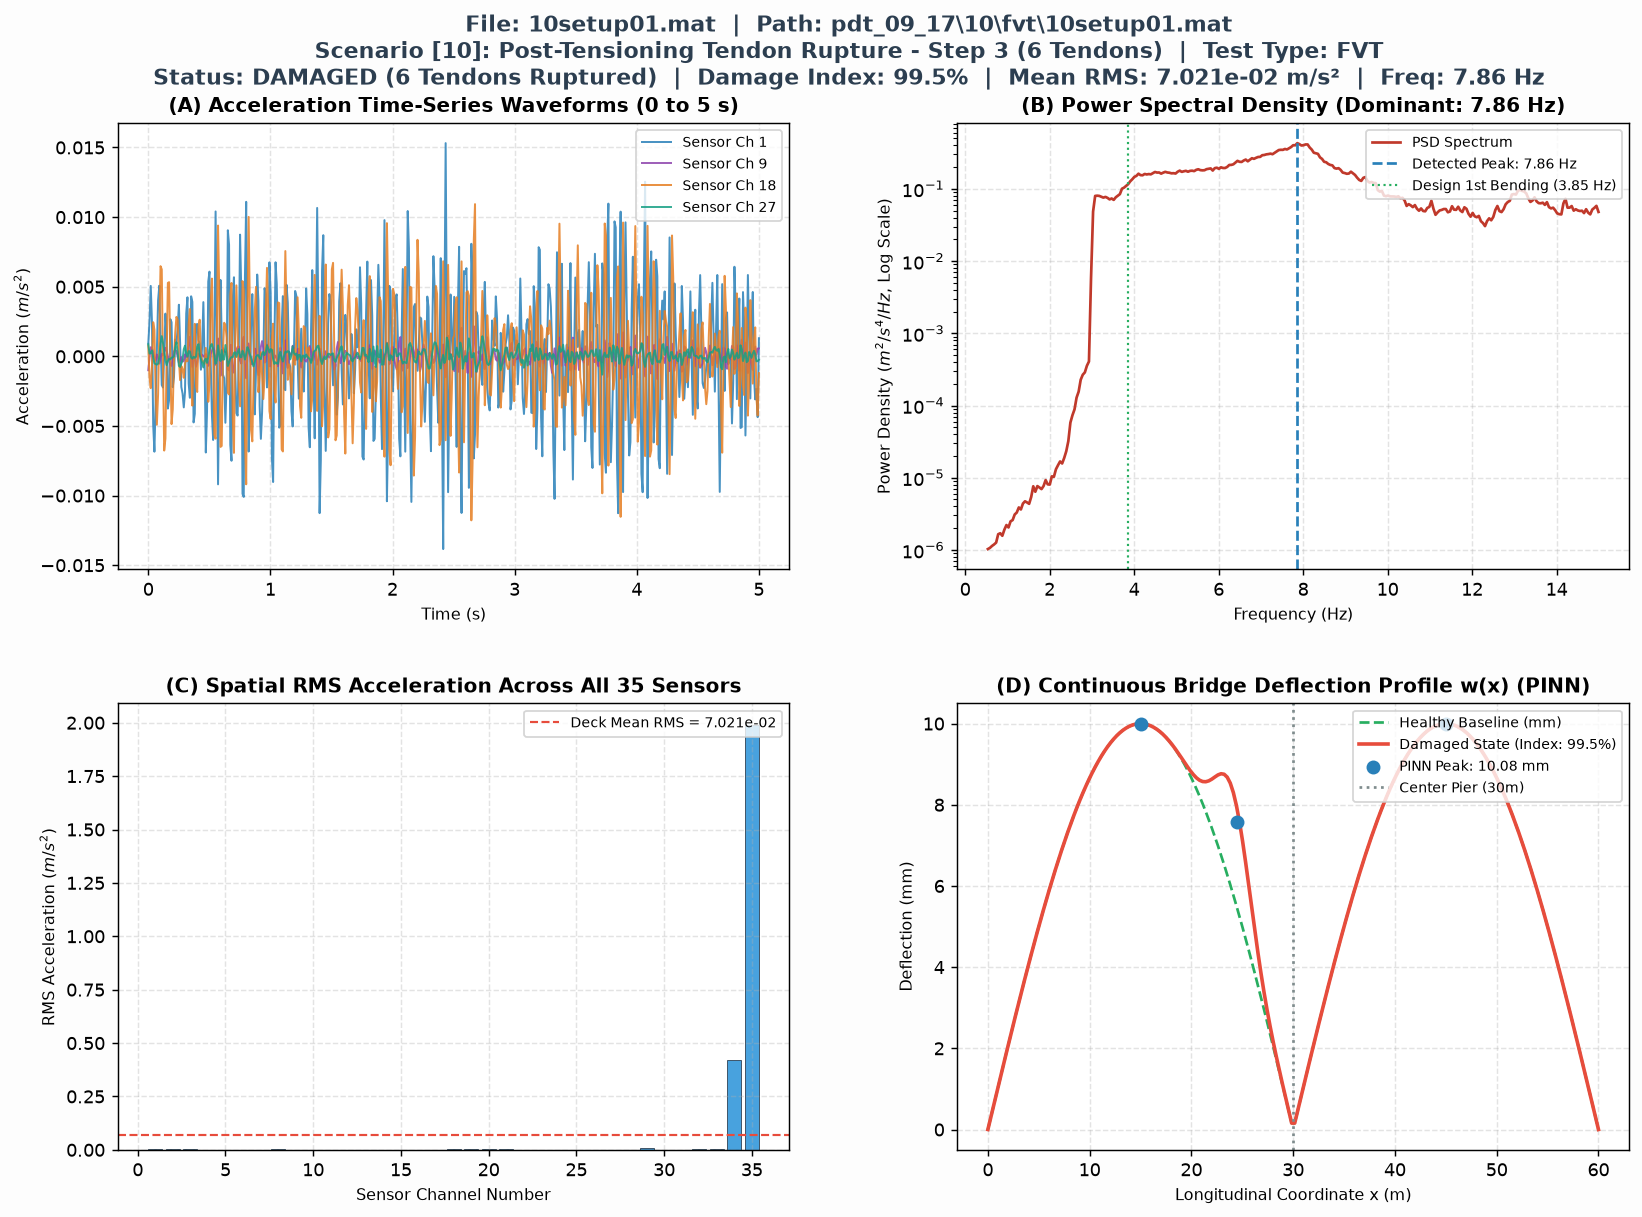 File: 10setup01.mat | Path: pdt_09_17\10\fvt\10setup01.mat
Scenario [10]: Post-Tensioning Tendon Rupture - Step 3 (6 Tendons) | Test Type: FVT
Status: DAMAGED (6 Tendons Ruptured) | Damage Index: 99.5% | Mean RMS: 7.021e-02 m/s² | Freq: 7.86 Hz
(A) Acceleration Time-Series Waveforms (0 to 5 s)
Sensor Ch 1
Sensor Ch 9
Sensor Ch 18
Sensor Ch 27
0.015
0.010
0.005
0.000
−0.005
−0.010
−0.015
Acceleration (m/s²)
0 1 2 3 4 5
Time (s)
(B) Power Spectral Density (Dominant: 7.86 Hz)
PSD Spectrum
Detected Peak: 7.86 Hz
Design 1st Bending (3.85 Hz)
10⁻¹
10⁻²
10⁻³
10⁻⁴
10⁻⁵
10⁻⁶
Power Density (m²/s⁴/Hz, Log Scale)
0 2 4 6 8 10 12 14
Frequency (Hz)
(C) Spatial RMS Acceleration Across All 35 Sensors
Deck Mean RMS = 7.021e-02
2.00
1.75
1.50
1.25
1.00
0.75
0.50
0.25
0.00
RMS Acceleration (m/s²)
0 5 10 15 20 25 30 35
Sensor Channel Number
(D) Continuous Bridge Deflection Profile w(x) (PINN)
Healthy Baseline (mm)
Damaged State (Index: 99.5%)
PINN Peak: 10.08 mm
Center Pier (30m)
10
8
6
4
2
0
Deflection (mm)
0 10 20 30 40 50 60
Longitudinal Coordinate x (m)